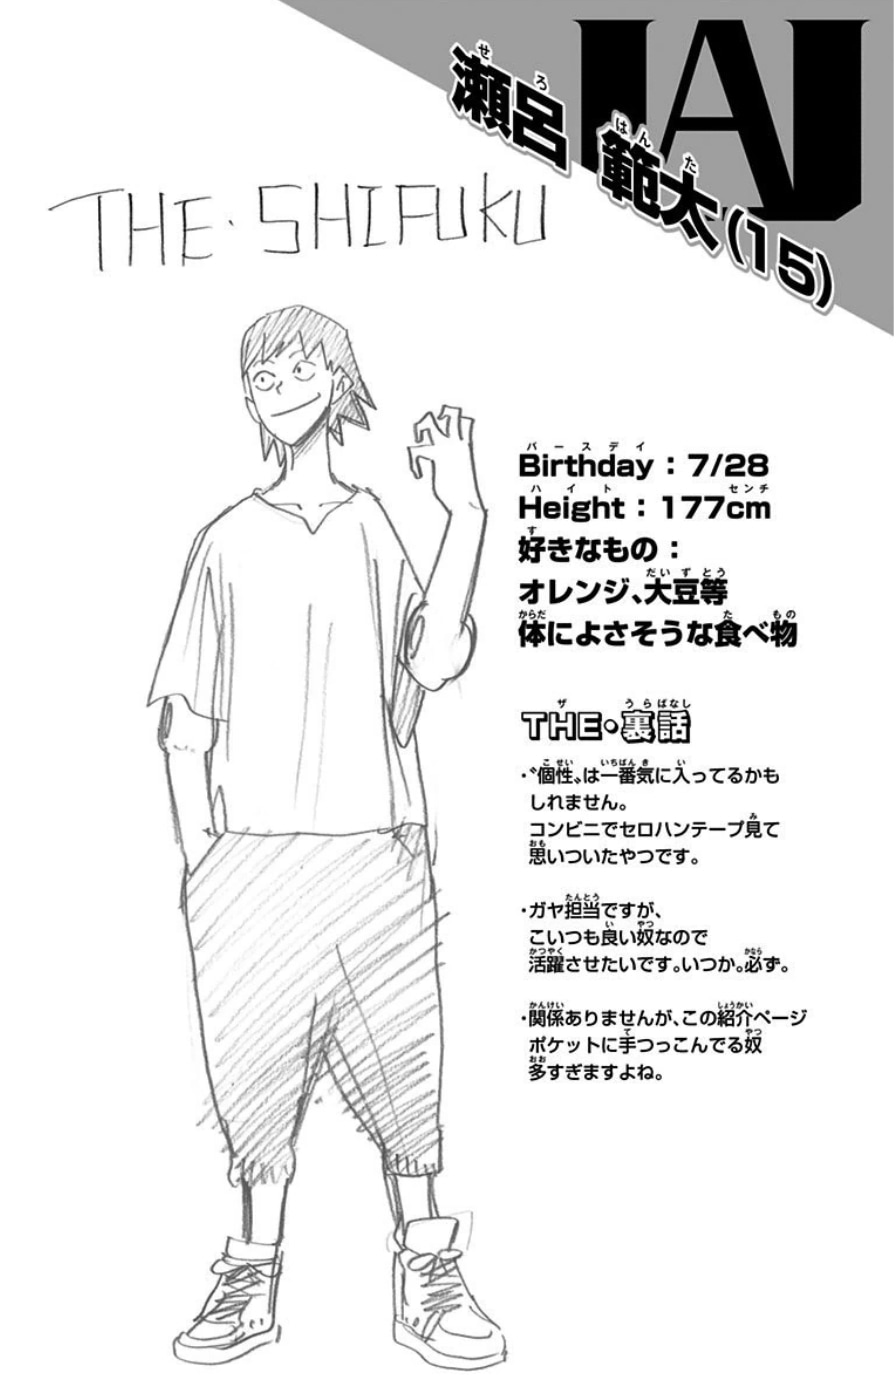 UA
瀬呂 範太(15)
THE・SHIFUKU
Birthday：7/28
Height：177cm
好きなもの：
オレンジ、大豆等
体によさそうな食べ物
THE・裏話
・〝個性〟は一番気に入ってるかも
しれません。
コンビニでセロハンテープ見て
思いついたやつです。
・ガヤ担当ですが、
こいつも良い奴なので
活躍させたいです。いつか。必ず。
・関係ありませんが、この紹介ページ
ポケットに手つっこんでる奴
多すぎますよね。